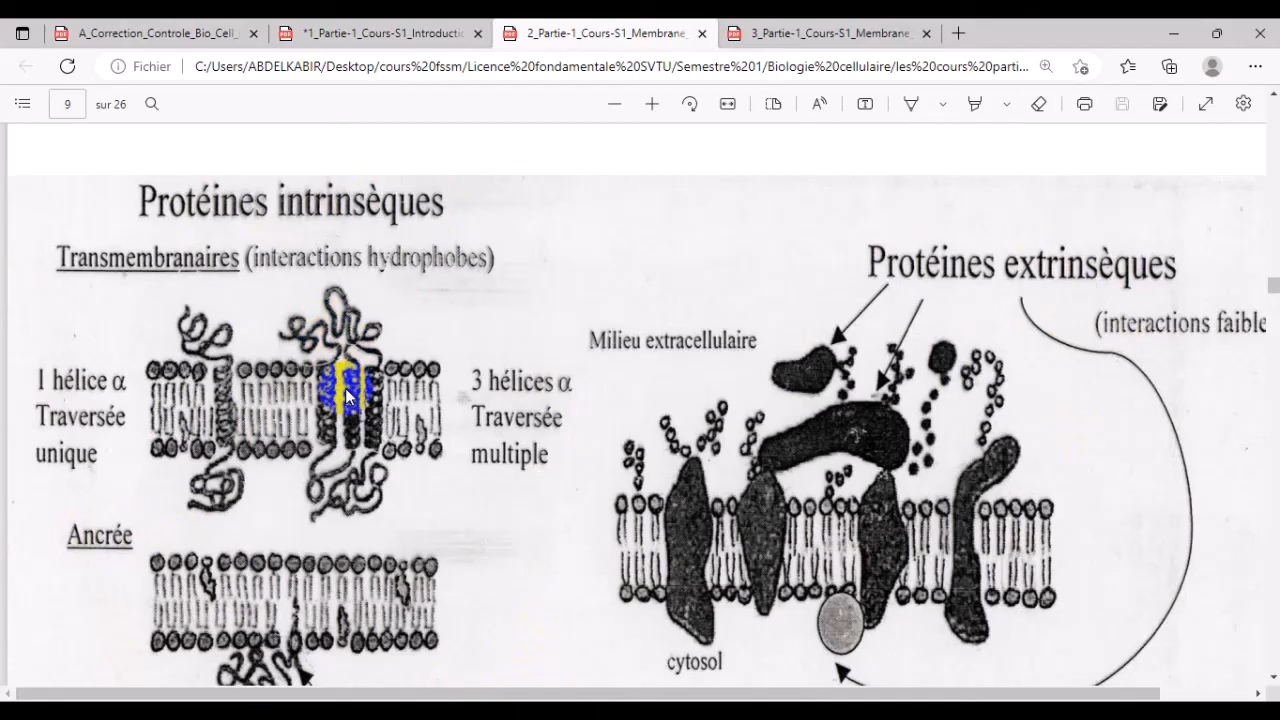 A_Correction_Controle_Bio_Cell_
*1_Partie-1_Cours-S1_Introductio
2_Partie-1_Cours-S1_Membrane_
3_Partie-1_Cours-S1_Membrane_
Fichier
C:/Users/ABDELKABIR/Desktop/cours%20fssm/Licence%20fondamentale%20SVTU/Semestre%201/Biologie%20cellulaire/les%20cours%20parti...
9 sur 26
Protéines intrinsèques
Transmembranaires (interactions hydrophobes)
1 hélice α
Traversée
unique
3 hélices α
Traversée
multiple
Ancrée
Protéines extrinsèques
(interactions faible
Milieu extracellulaire
cytosol